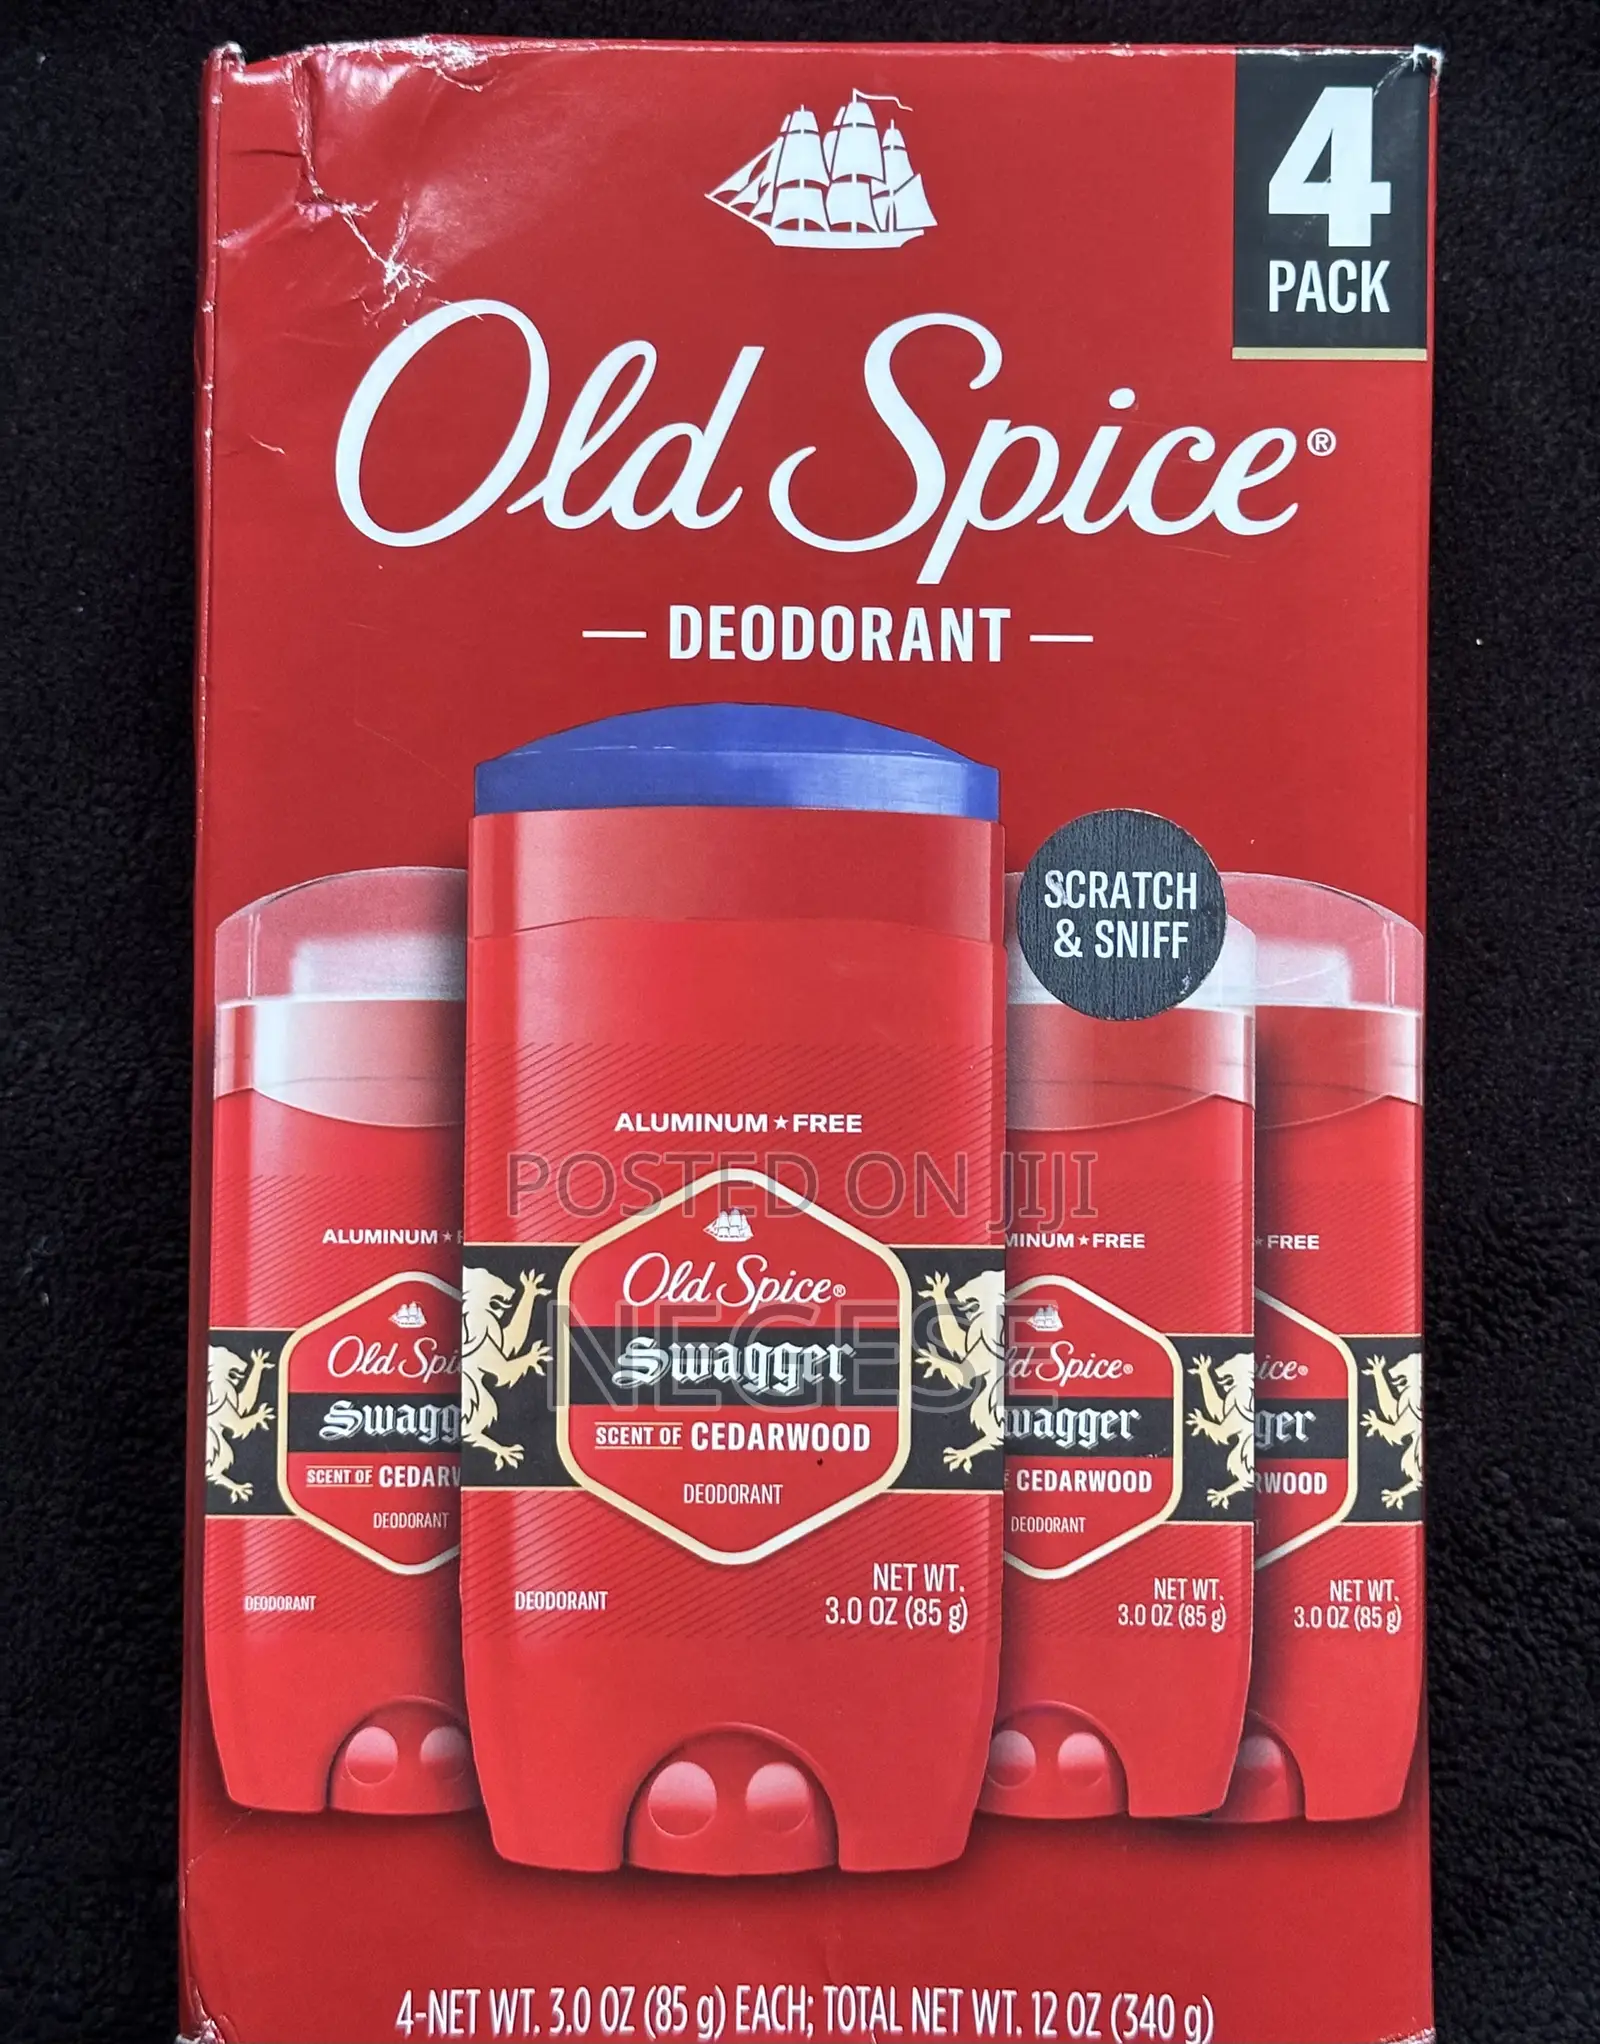 4
PACK
Old Spice®
— DEODORANT —
SCRATCH
& SNIFF
ALUMINUM★FREE
POSTED ON JIJI
NEGESE
Old Spice®
Swagger
SCENT OF CEDARWOOD
DEODORANT
DEODORANT
NET WT.
3.0 OZ (85 g)
ALUMINUM★F
Old Spi
Swagg
SCENT OF CEDARW
DEODORANT
DEODORANT
MINUM★FREE
ld Spice®
wagger
CEDARWOOD
DEODORANT
NET WT.
3.0 OZ (85 g)
★FREE
ice®
ger
RWOOD
NET WT.
3.0 OZ (85 g)
4-NET WT. 3.0 OZ (85 g) EACH; TOTAL NET WT. 12 OZ (340 g)